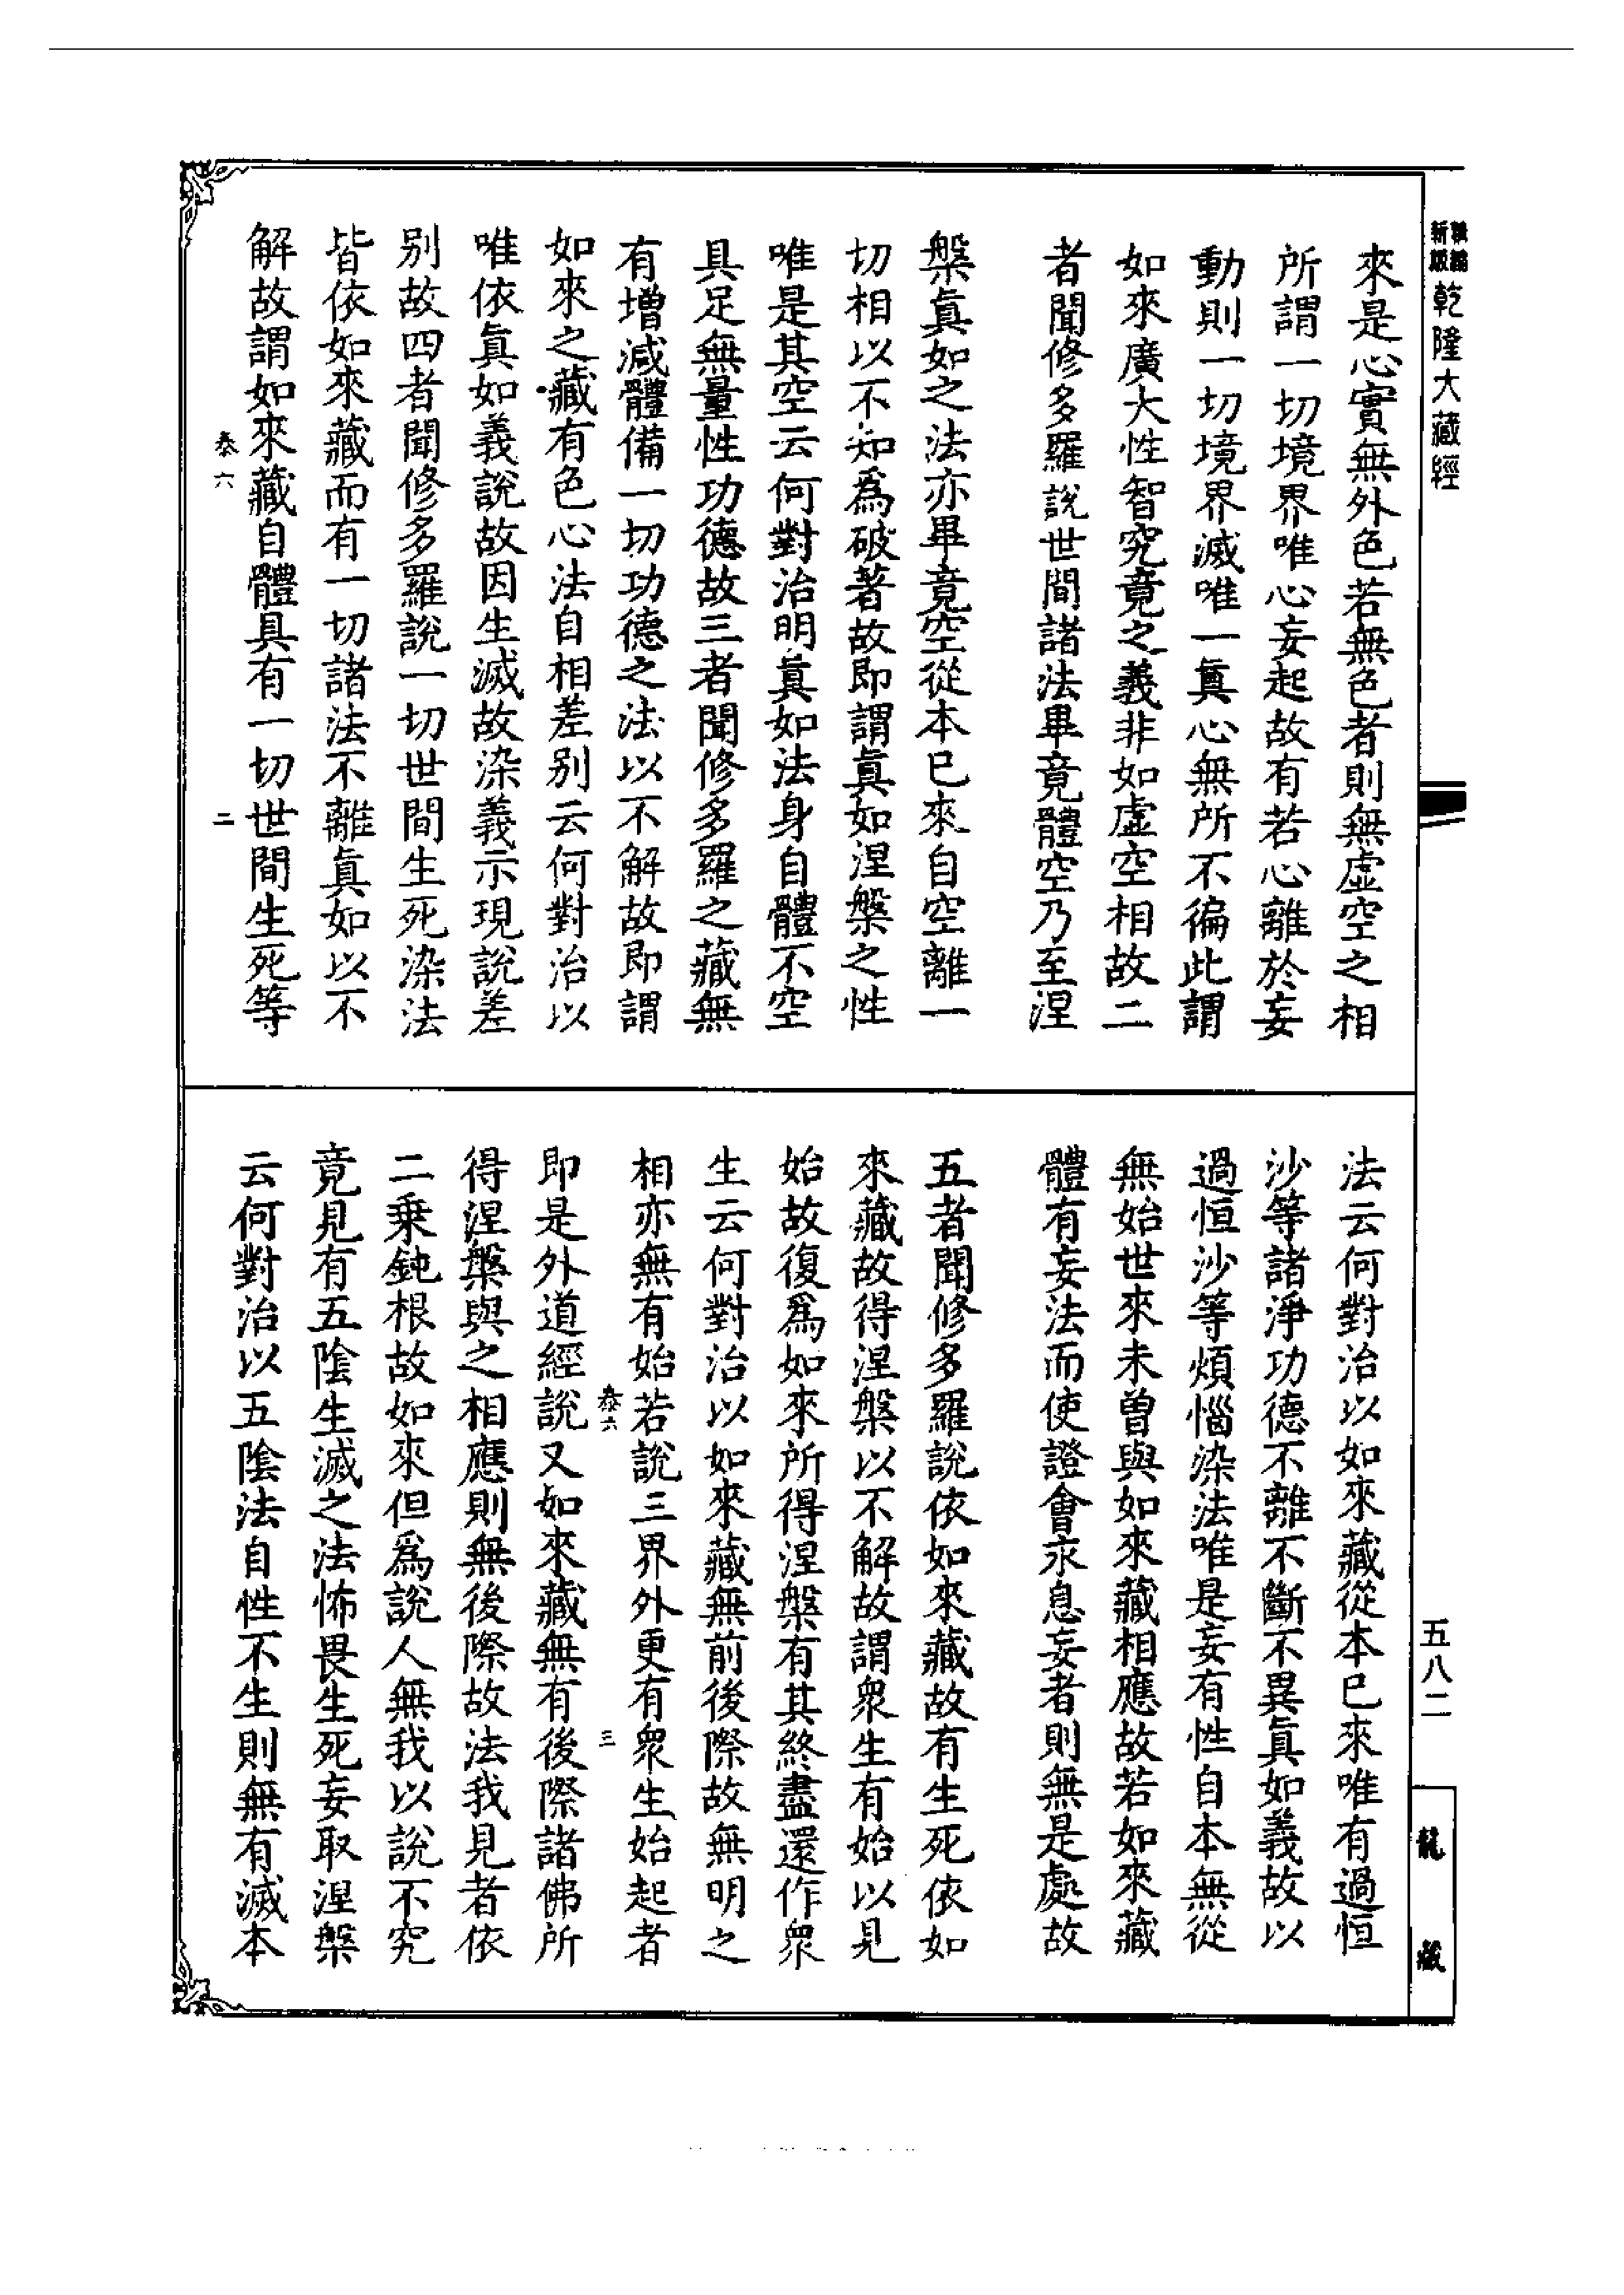 乾隆大藏經
來是心實無外色若無色者則無虛空之相
所謂一切境界唯心妄起故有若心離於妄
動則一切境界滅唯一真心無所不徧此謂
如來廣大性智究竟之義非如虛空相故二
者聞修多羅說世間諸法畢竟體空乃至涅
槃真如之法亦畢竟空從本已來自空離一
切相以不知爲破著故即謂真如涅槃之性
唯是其空云何對治明真如法身自體不空
具足無量性功德故三者聞修多羅之藏無
有增減體備一切功德之法以不解故即謂
如來之藏有色心法自相差别云何對治以
唯依真如義說故因生滅故染義示現說差
别故四者聞修多羅說一切世間生死染法
皆依如來藏而有一切諸法不離真如以不
解故謂如來藏自體具有一切世間生死等
泰六 二
法云何對治以如來藏從本已來唯有過恒
沙等諸淨功德不離不斷不異真如義故以
過恒沙等煩惱染法唯是妄有性自本無從
無始世來未曾與如來藏相應故若如來藏
體有妄法而使證會永息妄者則無是處故
五者聞修多羅說依如來藏故有生死依如
來藏故得涅槃以不解故謂衆生有始以見
始故復爲如來所得涅槃有其終盡還作衆
生云何對治以如來藏無前後際故無明之
相亦無有始若說三界外更有衆生始起者
泰六 三
即是外道經說又如來藏無有後際諸佛所
得涅槃與之相應則無後際故法我見者依
二乘鈍根故如來但爲說人無我以說不究
竟見有五陰生滅之法怖畏生死妄取涅槃
云何對治以五陰法自性不生則無有滅本
五八二
龍藏